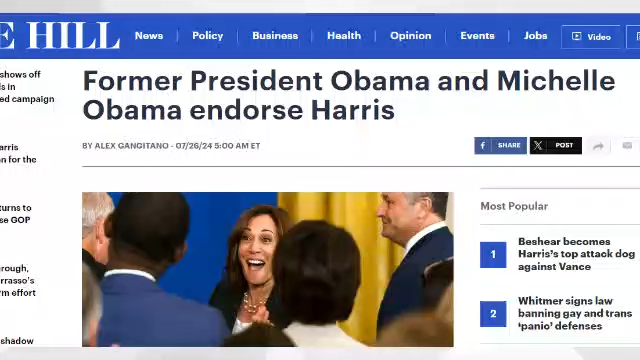 E HILL
News
Policy
Business
Health
Opinion
Events
Jobs
Video
shows off
s in
ed campaign
arris
n for the
turns to
se GOP
rough,
rrasso's
rm effort
shadow
Former President Obama and Michelle
Obama endorse Harris
BY ALEX GANGITANO - 07/26/24 5:00 AM ET
f SHARE
X POST
Most Popular
1
Beshear becomes
Harris's top attack dog
against Vance
2
Whitmer signs law
banning gay and trans
'panic' defenses